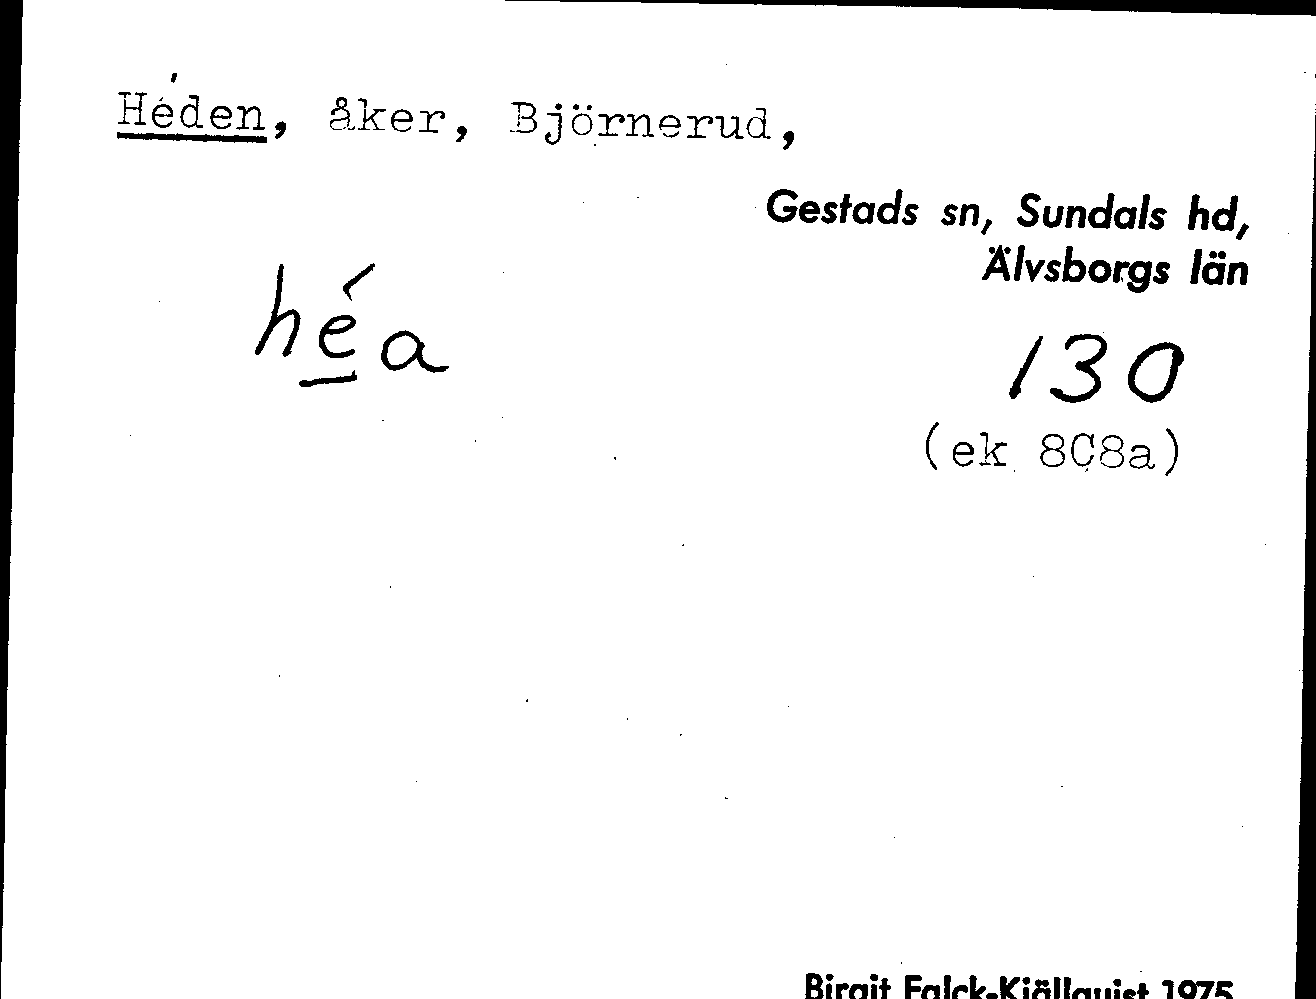 Héden, åker, Björnerud,
Gestads sn, Sundals hd,
Älvsborgs län
héa
130
(ek 8C8a)
Birgit Falck-Kjällquist 1975